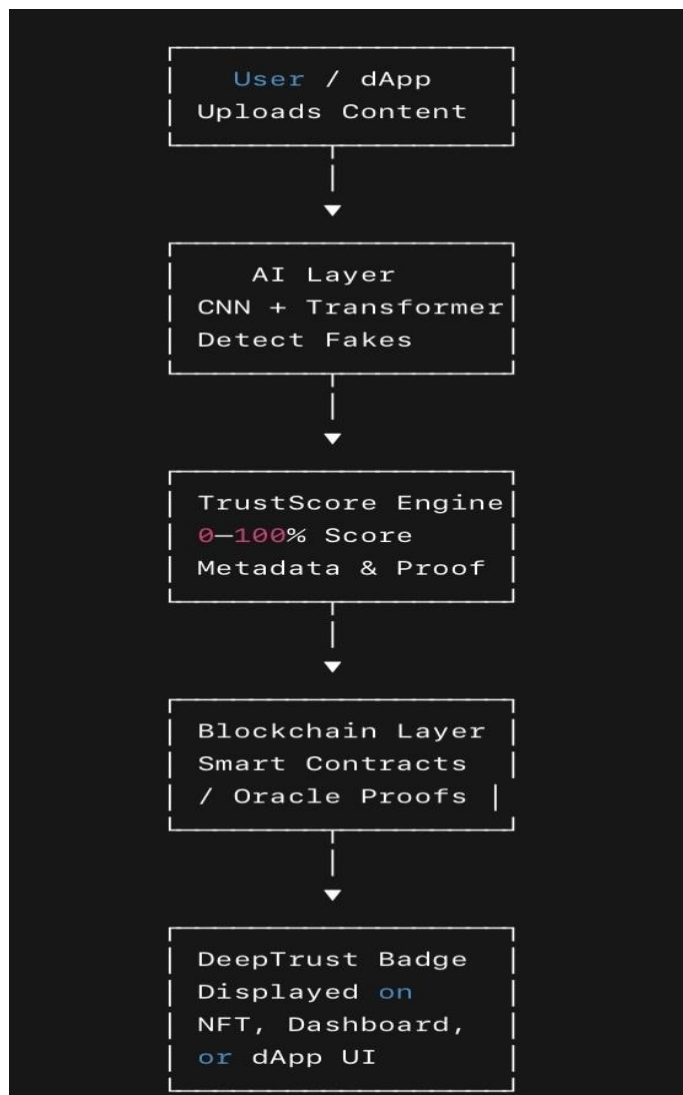 User / dApp
Uploads Content
AI Layer
CNN + Transformer
Detect Fakes
TrustScore Engine
0—100% Score
Metadata & Proof
Blockchain Layer
Smart Contracts
/ Oracle Proofs
DeepTrust Badge
Displayed on
NFT, Dashboard,
or dApp UI